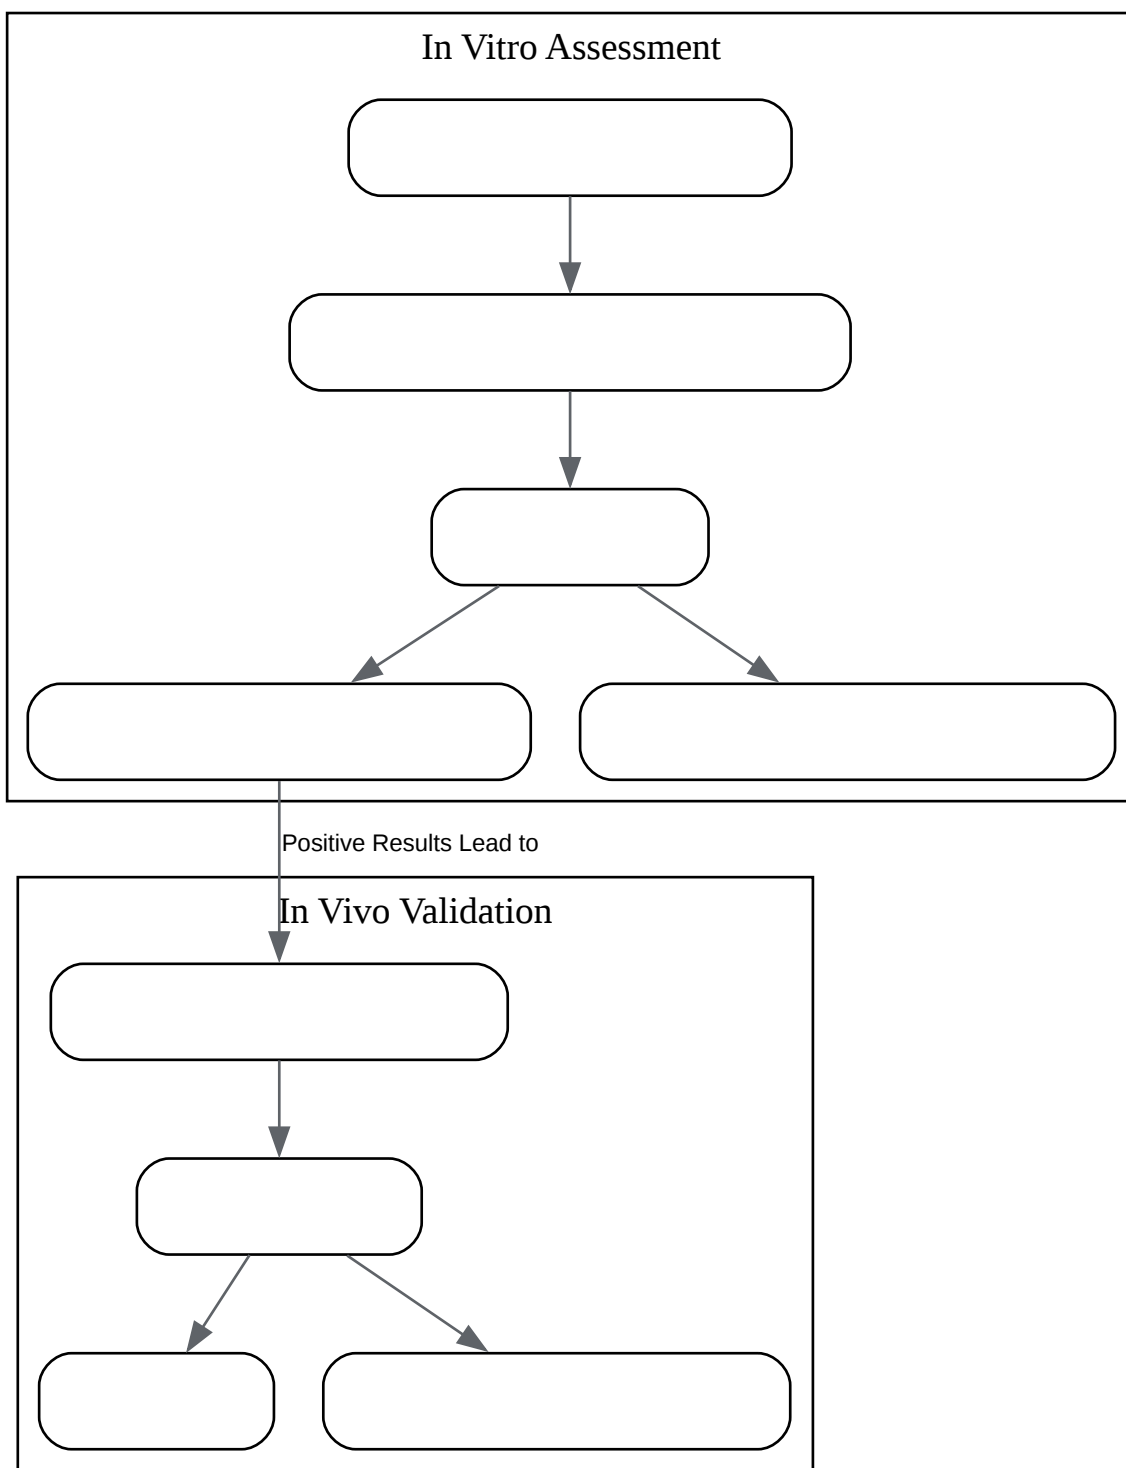 In Vitro Assessment
Positive Results Lead to
In Vivo Validation